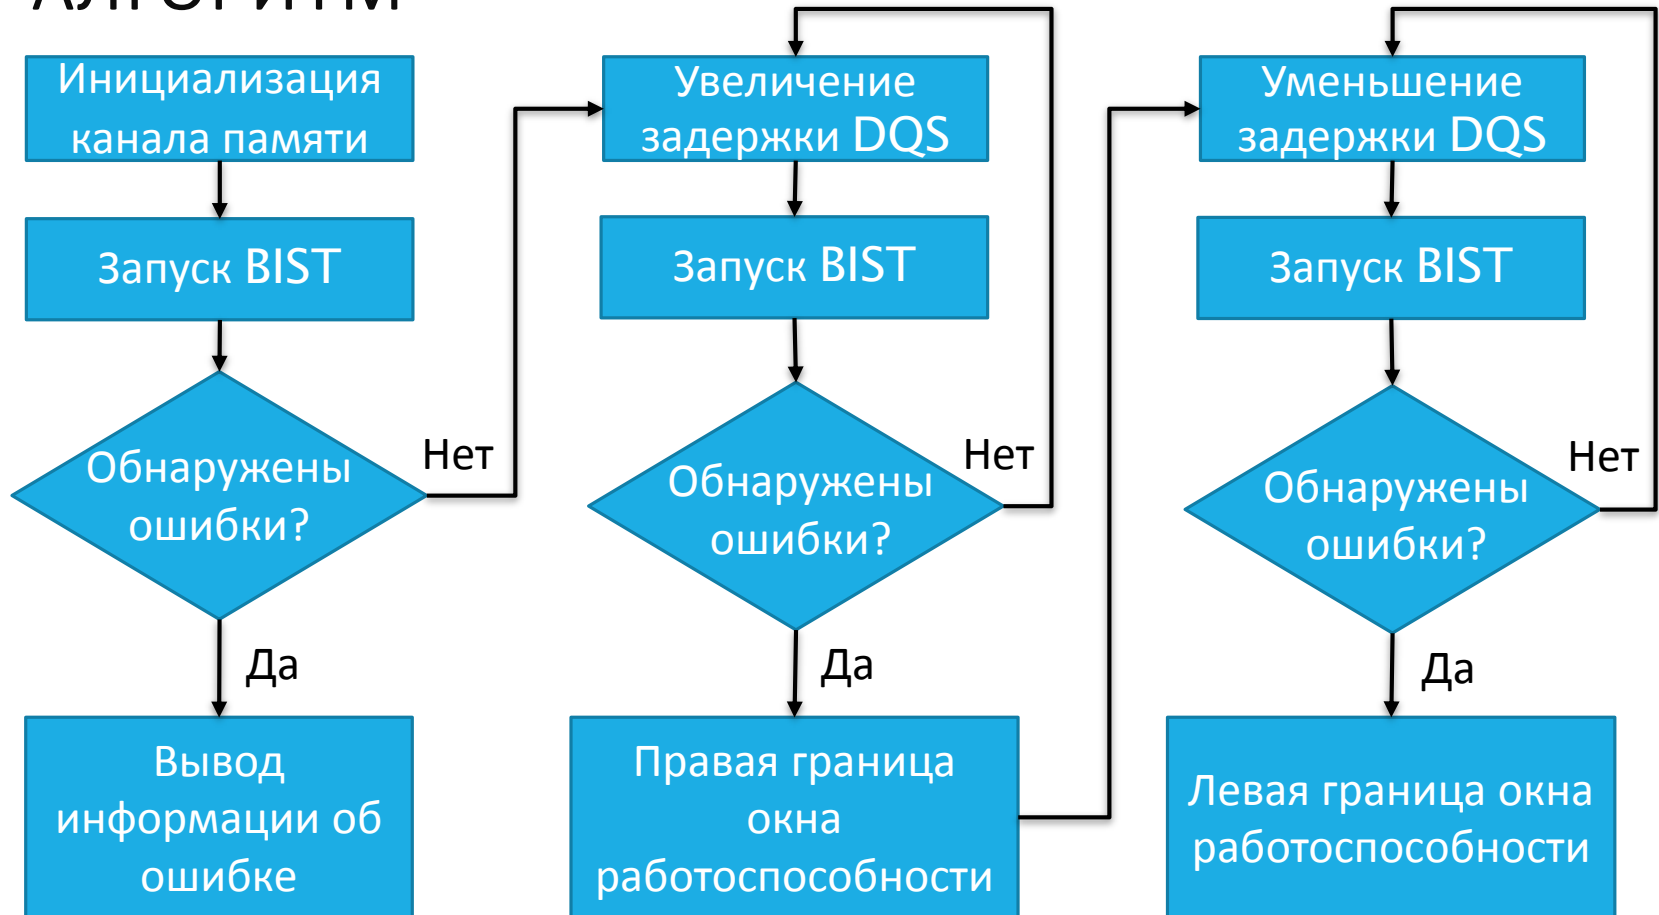 АЛГОРИТМ
Инициализация
канала памяти
Запуск BIST
Обнаружены
ошибки?
Нет
Да
Вывод
информации об
ошибке
Увеличение
задержки DQS
Запуск BIST
Обнаружены
ошибки?
Нет
Да
Правая граница
окна
работоспособности
Уменьшение
задержки DQS
Запуск BIST
Обнаружены
ошибки?
Нет
Да
Левая граница окна
работоспособности